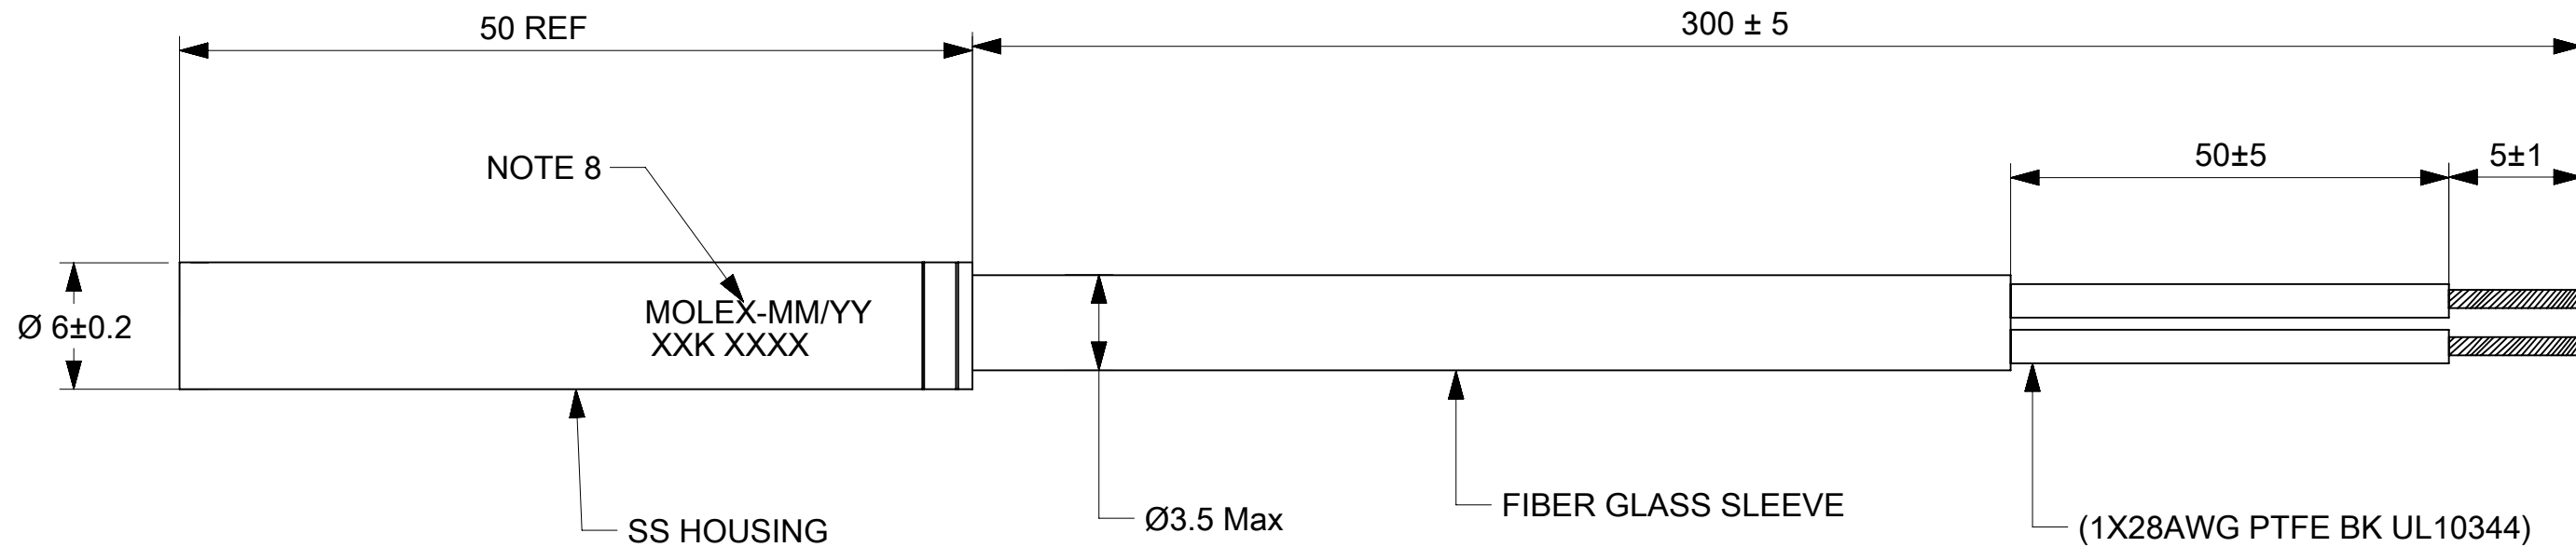 50 REF
300 ± 5
NOTE 8
50±5
5±1
MOLEX-MM/YY
XXK XXXX
Ø 6±0.2
SS HOUSING
Ø3.5 Max
FIBER GLASS SLEEVE
(1X28AWG PTFE BK UL10344)